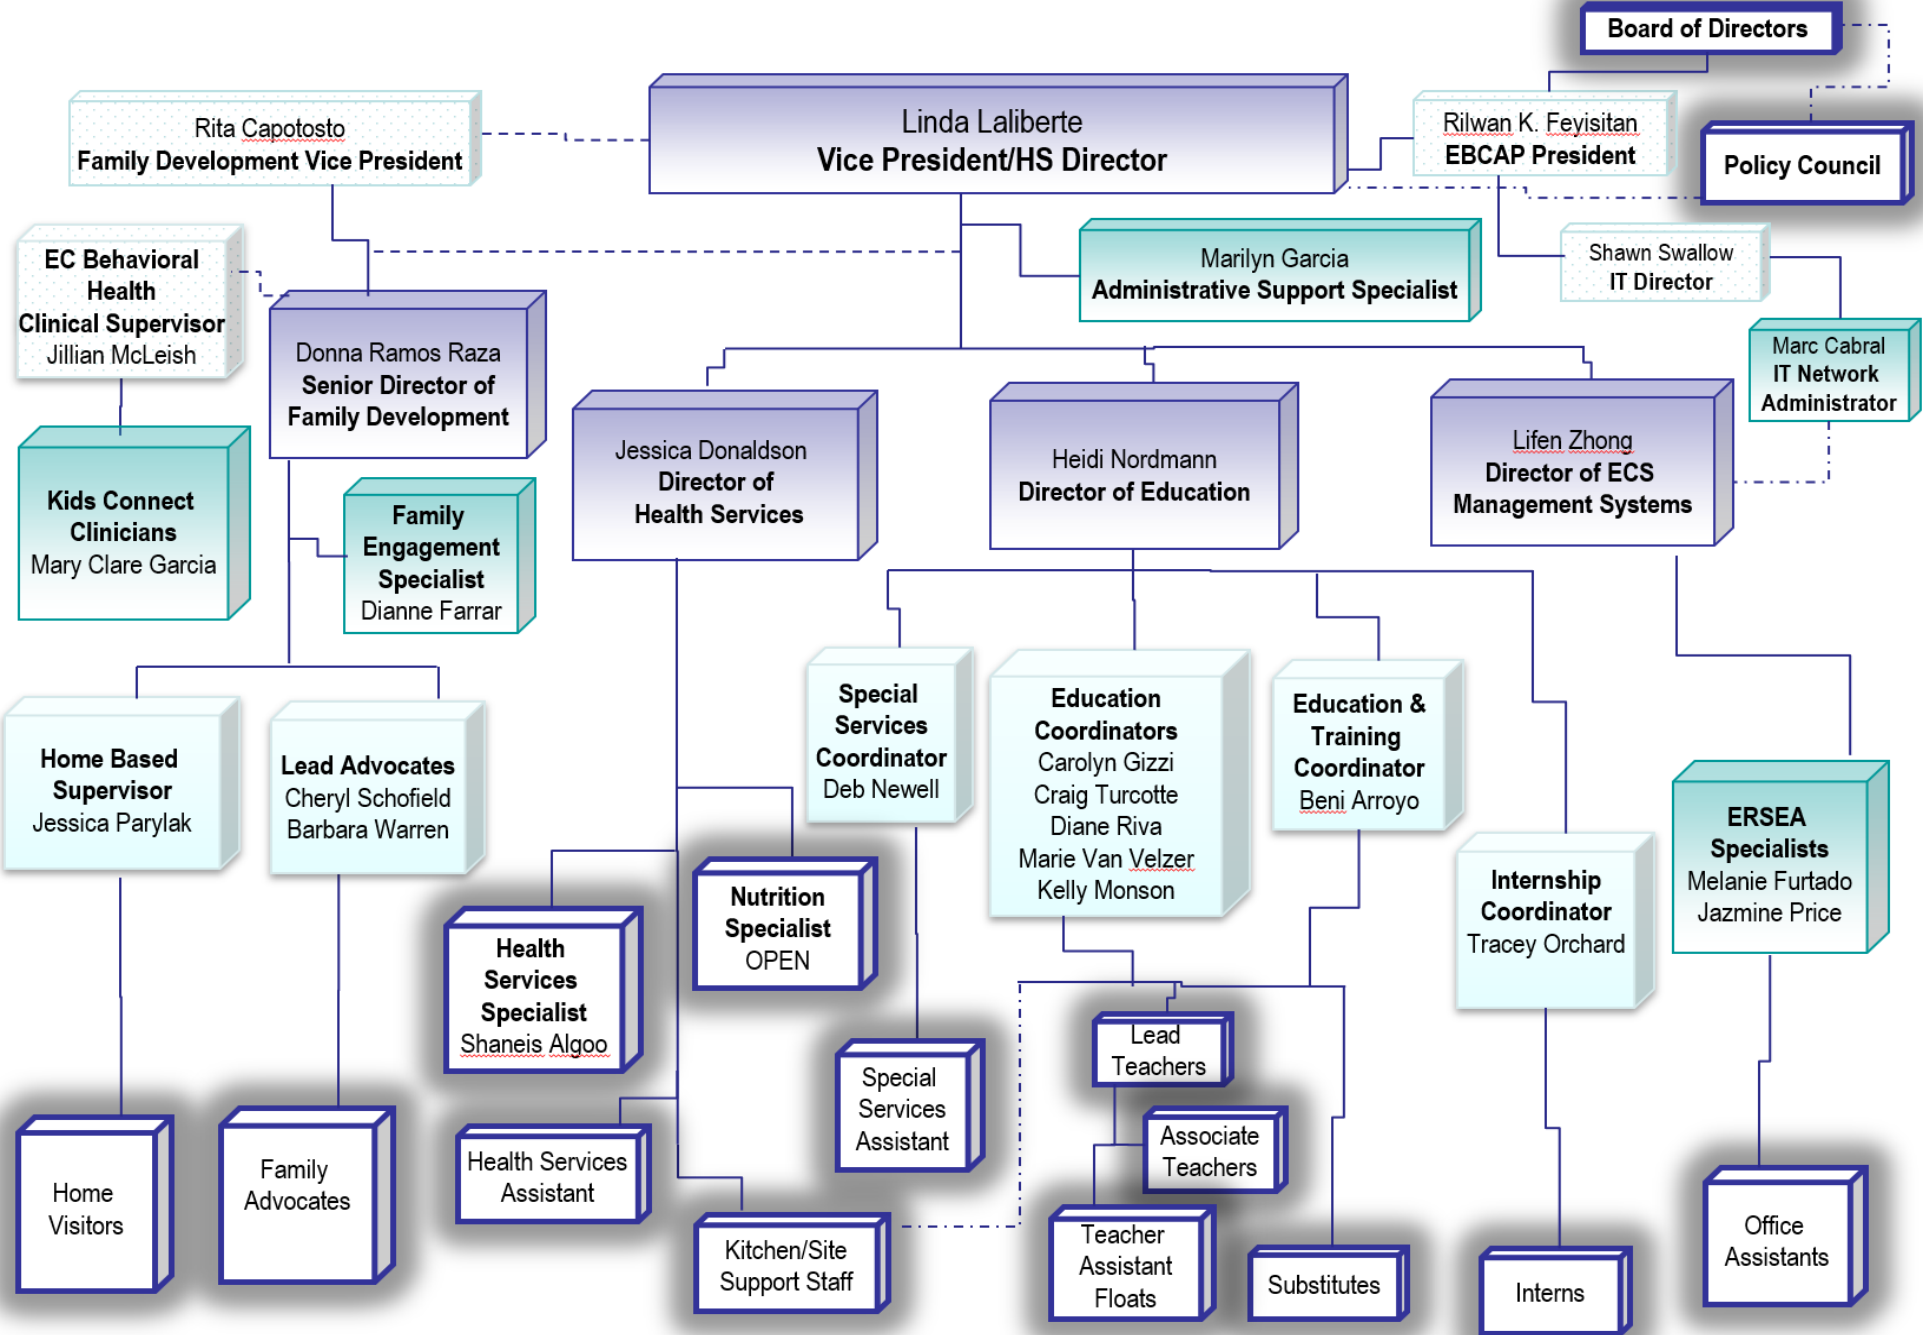 Board of Directors
Rita Capotosto
Family Development Vice President
Linda Laliberte
Vice President/HS Director
Rilwan K. Feyisitan
EBCAP President
Policy Council
EC Behavioral
Health
Clinical Supervisor
Jillian McLeish
Marilyn Garcia
Administrative Support Specialist
Shawn Swallow
IT Director
Donna Ramos Raza
Senior Director of
Family Development
Marc Cabral
IT Network
Administrator
Jessica Donaldson
Director of
Health Services
Heidi Nordmann
Director of Education
Lifen Zhong
Director of ECS
Management Systems
Kids Connect
Clinicians
Mary Clare Garcia
Family
Engagement
Specialist
Dianne Farrar
Home Based
Supervisor
Jessica Parylak
Lead Advocates
Cheryl Schofield
Barbara Warren
Special
Services
Coordinator
Deb Newell
Education
Coordinators
Carolyn Gizzi
Craig Turcotte
Diane Riva
Marie Van Velzer
Kelly Monson
Education &
Training
Coordinator
Beni Arroyo
Internship
Coordinator
Tracey Orchard
ERSEA
Specialists
Melanie Furtado
Jazmine Price
Health
Services
Specialist
Shaneis Algoo
Nutrition
Specialist
OPEN
Lead
Teachers
Special
Services
Assistant
Associate
Teachers
Home
Visitors
Family
Advocates
Health Services
Assistant
Kitchen/Site
Support Staff
Teacher
Assistant
Floats
Substitutes
Interns
Office
Assistants